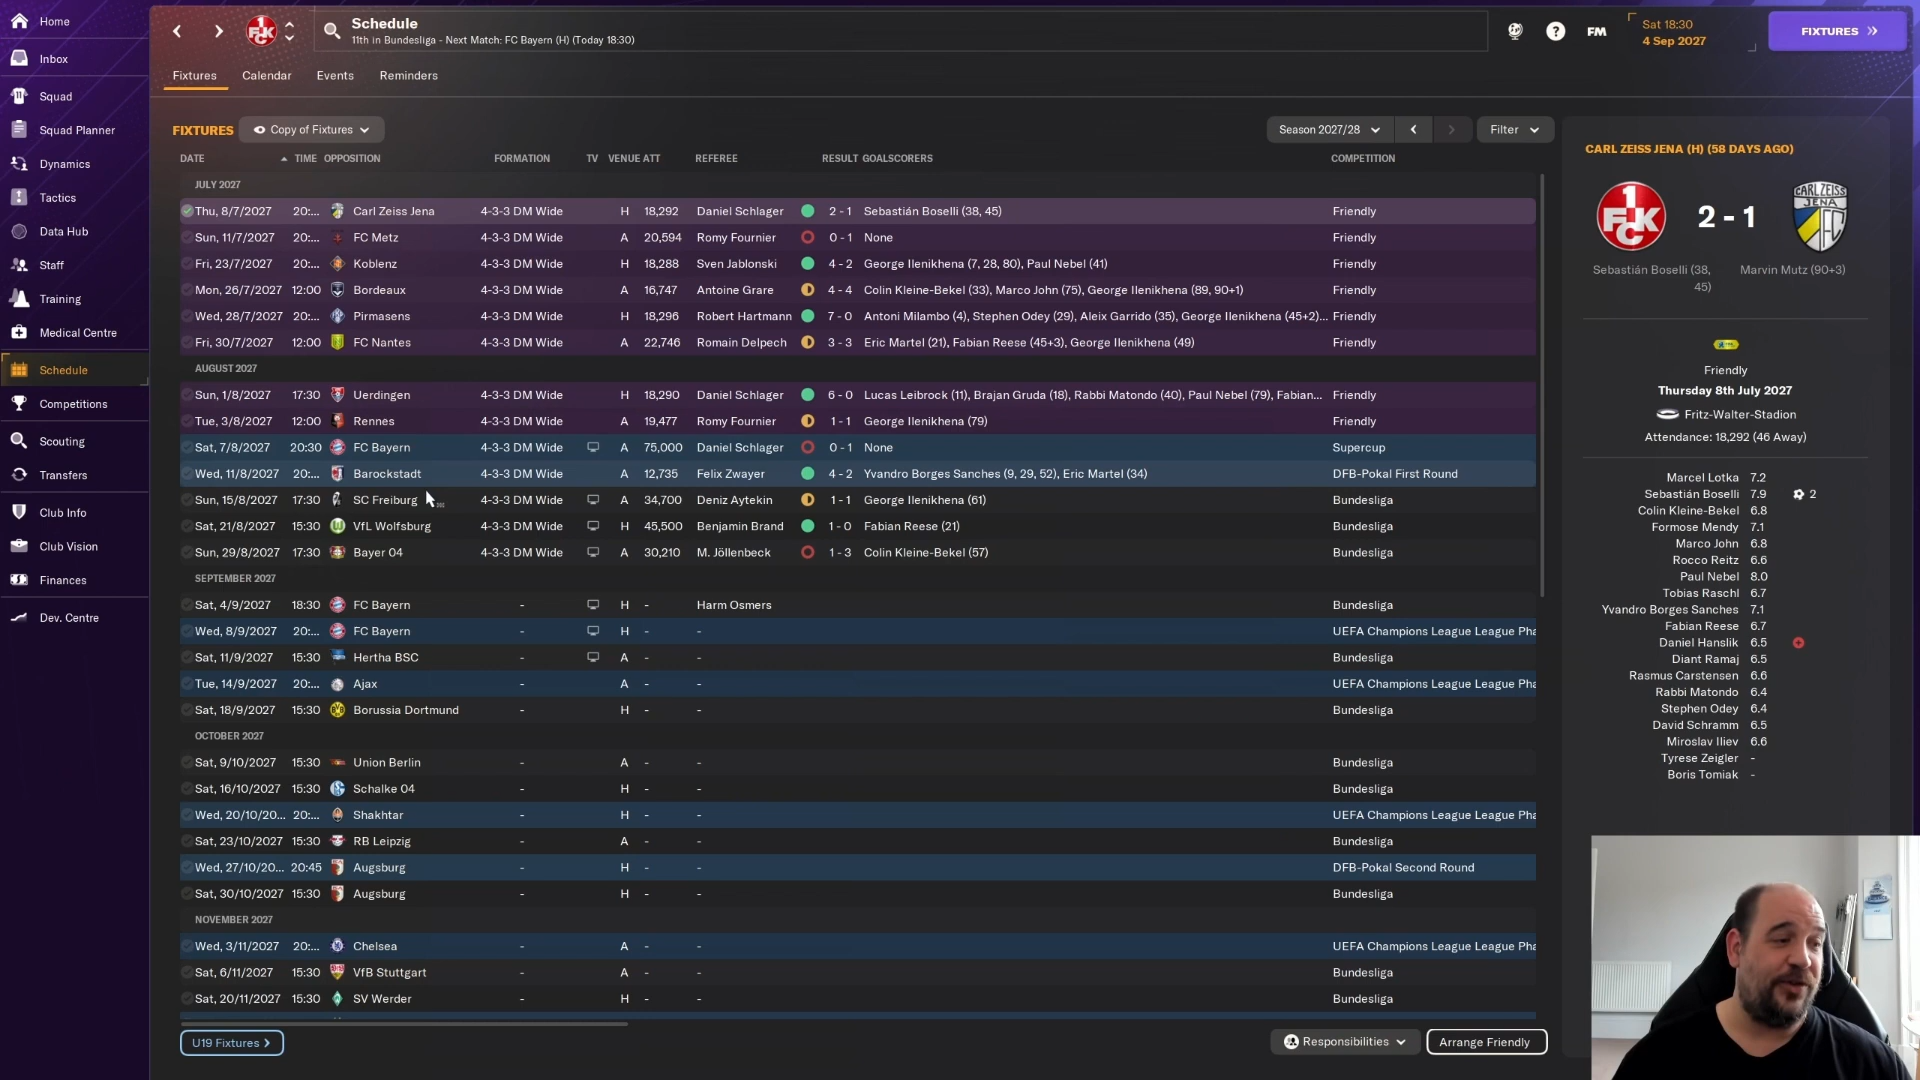 Home
Inbox
Squad
Squad Planner
Dynamics
Tactics
Data Hub
Staff
Training
Medical Centre
Schedule
Competitions
Scouting
Transfers
Club Info
Club Vision
Finances
Dev. Centre
Schedule
11th in Bundesliga - Next Match: FC Bayern (H) (Today 18:30)
FM
Sat 18:30
4 Sep 2027
FIXTURES
Fixtures Calendar Events Reminders
FIXTURES Copy of Fixtures Season 2027/28 Filter
DATE TIME OPPOSITION FORMATION TV VENUE ATT REFEREE RESULT GOALSCORERS COMPETITION
JULY 2027
Thu, 8/7/2027 20:... Carl Zeiss Jena 4-3-3 DM Wide H 18,292 Daniel Schlager 2 - 1 Sebastián Boselli (38, 45) Friendly
Sun, 11/7/2027 20:... FC Metz 4-3-3 DM Wide A 20,594 Romy Fournier 0 - 1 None Friendly
Fri, 23/7/2027 20:... Koblenz 4-3-3 DM Wide H 18,288 Sven Jablonski 4 - 2 George Ilenikhena (7, 28, 80), Paul Nebel (41) Friendly
Mon, 26/7/2027 12:00 Bordeaux 4-3-3 DM Wide A 16,747 Antoine Grare 4 - 4 Colin Kleine-Bekel (33), Marco John (75), George Ilenikhena (89, 90+1) Friendly
Wed, 28/7/2027 20:... Pirmasens 4-3-3 DM Wide H 18,296 Robert Hartmann 7 - 0 Antoni Milambo (4), Stephen Odey (29), Aleix Garrido (35), George Ilenikhena (45+2)... Friendly
Fri, 30/7/2027 12:00 FC Nantes 4-3-3 DM Wide A 22,746 Romain Delpech 3 - 3 Eric Martel (21), Fabian Reese (45+3), George Ilenikhena (49) Friendly
AUGUST 2027
Sun, 1/8/2027 17:30 Uerdingen 4-3-3 DM Wide H 18,290 Daniel Schlager 6 - 0 Lucas Leibrock (11), Brajan Gruda (18), Rabbi Matondo (40), Paul Nebel (79), Fabian... Friendly
Tue, 3/8/2027 12:00 Rennes 4-3-3 DM Wide A 19,477 Romy Fournier 1 - 1 George Ilenikhena (79) Friendly
Sat, 7/8/2027 20:30 FC Bayern 4-3-3 DM Wide A 75,000 Daniel Schlager 0 - 1 None Supercup
Wed, 11/8/2027 20:... Barockstadt 4-3-3 DM Wide A 12,735 Felix Zwayer 4 - 2 Yvandro Borges Sanches (9, 29, 52), Eric Martel (34) DFB-Pokal First Round
Sun, 15/8/2027 17:30 SC Freiburg 4-3-3 DM Wide A 34,700 Deniz Aytekin 1 - 1 George Ilenikhena (61) Bundesliga
Sat, 21/8/2027 15:30 VfL Wolfsburg 4-3-3 DM Wide H 45,500 Benjamin Brand 1 - 0 Fabian Reese (21) Bundesliga
Sun, 29/8/2027 17:30 Bayer 04 4-3-3 DM Wide A 30,210 M. Jöllenbeck 1 - 3 Colin Kleine-Bekel (57) Bundesliga
SEPTEMBER 2027
Sat, 4/9/2027 18:30 FC Bayern - H - Harm Osmers Bundesliga
Wed, 8/9/2027 20:... FC Bayern - H - - UEFA Champions League League Pha
Sat, 11/9/2027 15:30 Hertha BSC - A - - Bundesliga
Tue, 14/9/2027 20:... Ajax - A - - UEFA Champions League League Pha
Sat, 18/9/2027 15:30 Borussia Dortmund - H - - Bundesliga
OCTOBER 2027
Sat, 9/10/2027 15:30 Union Berlin - A - - Bundesliga
Sat, 16/10/2027 15:30 Schalke 04 - H - - Bundesliga
Wed, 20/10/20... 20:... Shakhtar - H - - UEFA Champions League League Pha
Sat, 23/10/2027 15:30 RB Leipzig - A - - Bundesliga
Wed, 27/10/20... 20:45 Augsburg - H - - DFB-Pokal Second Round
Sat, 30/10/2027 15:30 Augsburg - H - - Bundesliga
NOVEMBER 2027
Wed, 3/11/2027 20:... Chelsea - A - - UEFA Champions League League Pha
Sat, 6/11/2027 15:30 VfB Stuttgart - A - - Bundesliga
Sat, 20/11/2027 15:30 SV Werder - H - - Bundesliga
U19 Fixtures
Responsibilities Arrange Friendly
CARL ZEISS JENA (H) (58 DAYS AGO)
1 FCK 2 - 1 CARL ZEISS JENA
Sebastián Boselli (38, Marvin Mutz (90+3)
45)
Friendly
Thursday 8th July 2027
Fritz-Walter-Stadion
Attendance: 18,292 (46 Away)
Marcel Lotka 7.2
Sebastián Boselli 7.9 2
Colin Kleine-Bekel 6.8
Formose Mendy 7.1
Marco John 6.8
Rocco Reitz 6.6
Paul Nebel 8.0
Tobias Raschl 6.7
Yvandro Borges Sanches 7.1
Fabian Reese 6.7
Daniel Hanslik 6.5
Diant Ramaj 6.5
Rasmus Carstensen 6.6
Rabbi Matondo 6.4
Stephen Odey 6.4
David Schramm 6.5
Miroslav Iliev 6.6
Tyrese Zeigler -
Boris Tomiak -